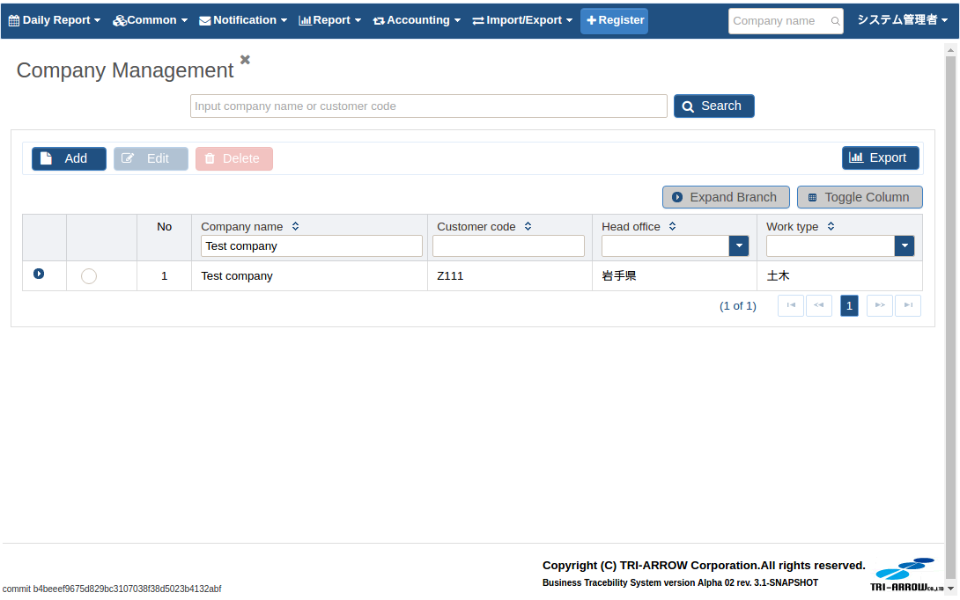 Daily Report Common Notification Report Accounting Import/Export Register Company name システム管理者
Company Management
Input company name or customer code Search
Add Edit Delete Export
Expand Branch Toggle Column
No Company name Customer code Head office Work type
Test company
1 Test company Z111 岩手県 土木
(1 of 1) 1
Copyright (C) TRI-ARROW Corporation.All rights reserved.
Business Tracebility System version Alpha 02 rev. 3.1-SNAPSHOT
TRI-ARROW CO.,LTD
commit b4beeef9675d829bc3107038f38d5023b4132abf